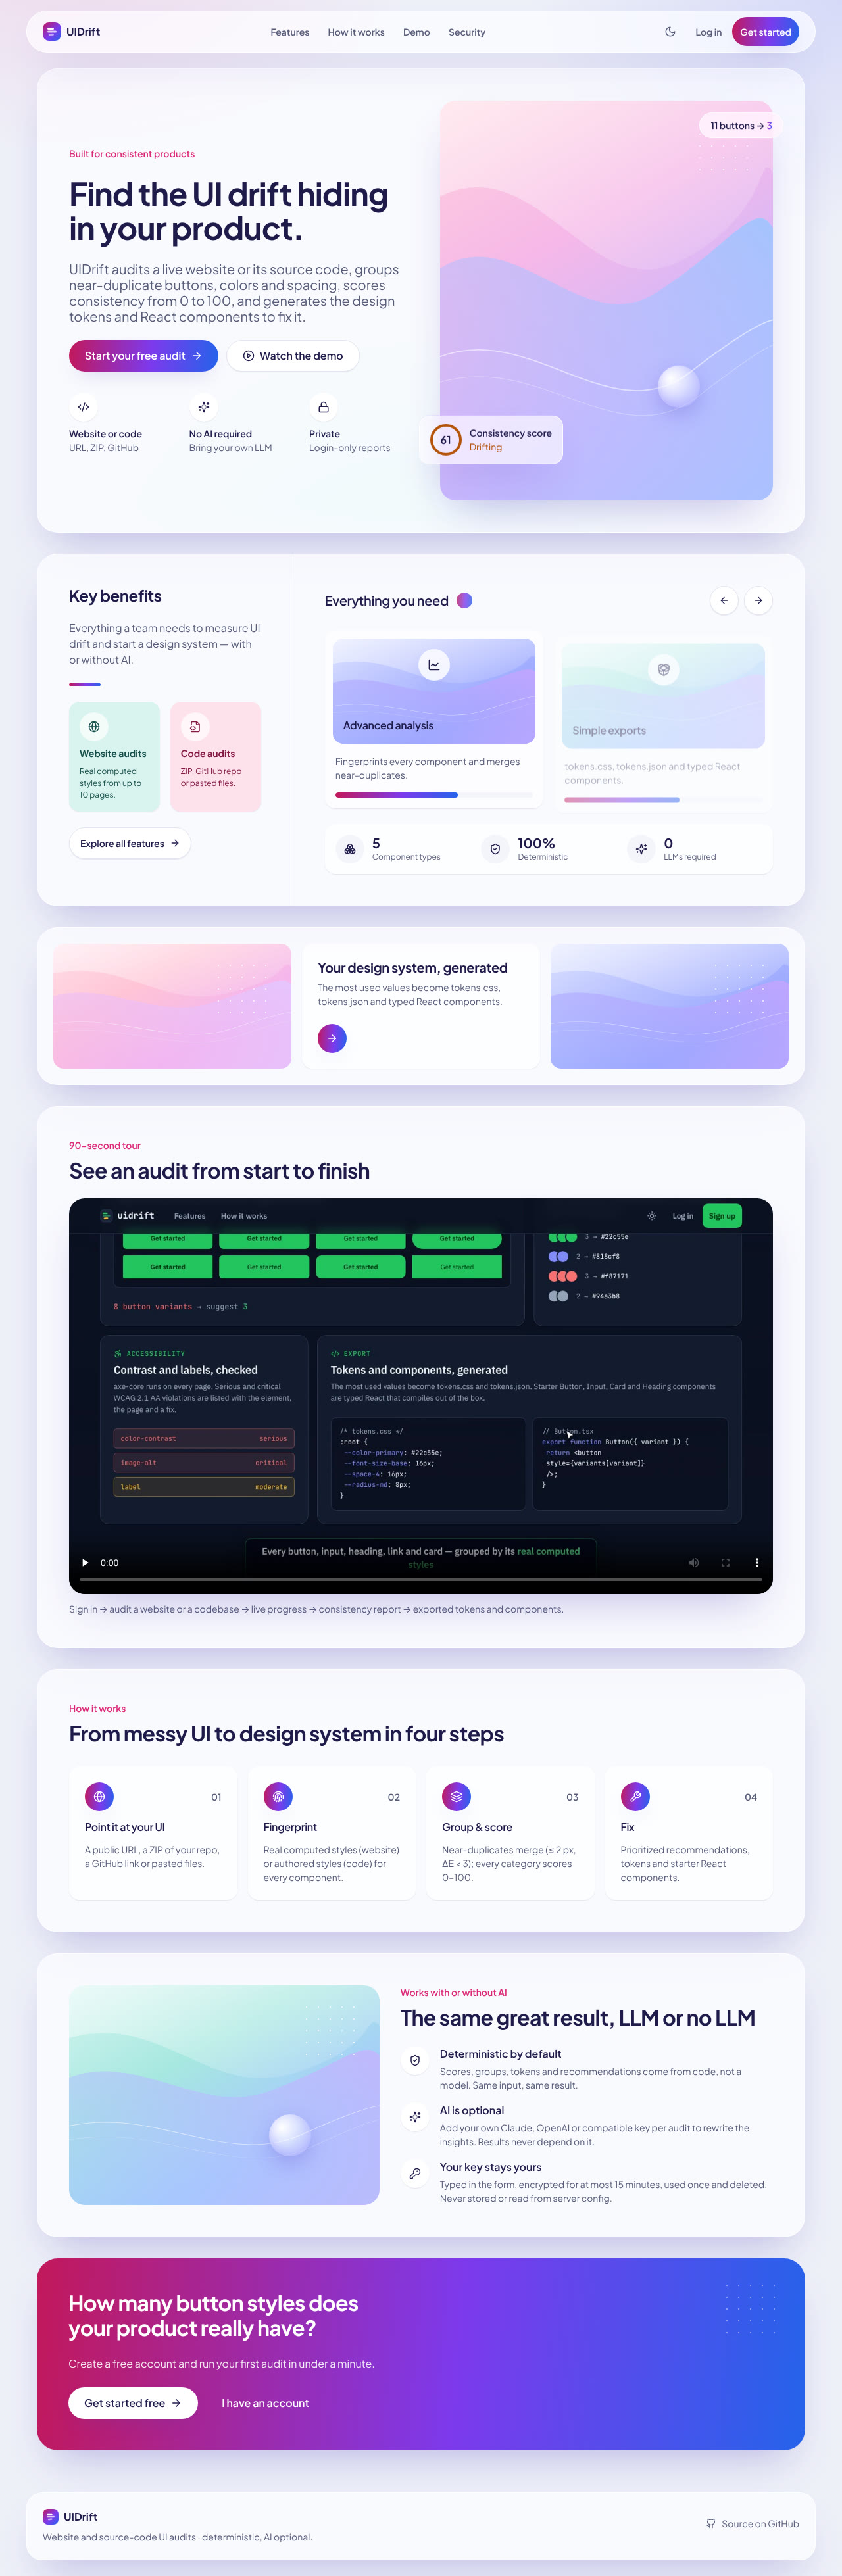 UIDrift
Features
How it works
Demo
Security
Log in
Get started
11 buttons → 3
Built for consistent products
Find the UI drift hiding
in your product.
UIDrift audits a live website or its source code, groups
near-duplicate buttons, colors and spacing, scores
consistency from 0 to 100, and generates the design
tokens and React components to fix it.
Start your free audit →
Watch the demo
Website or code
URL, ZIP, GitHub
No AI required
Bring your own LLM
Private
Login-only reports
61
Consistency score
Drifting
Key benefits
Everything a team needs to measure UI
drift and start a design system — with
or without AI.
Website audits
Real computed
styles from up to
10 pages.
Code audits
ZIP, GitHub repo
or pasted files.
Explore all features →
Everything you need
Advanced analysis
Fingerprints every component and merges
near-duplicates.
Simple exports
tokens.css, tokens.json and typed React
components.
5
Component types
100%
Deterministic
0
LLMs required
Your design system, generated
The most used values become tokens.css,
tokens.json and typed React components.
90-second tour
See an audit from start to finish
uidrift
Features
How it works
Log in
Sign up
Get started
Get started
Get started
Get started
Get started
Get started
Get started
Get started
8 button variants → suggest 3
3 → #22c55e
2 → #818cf8
3 → #f87171
2 → #94a3b8
ACCESSIBILITY
Contrast and labels, checked
axe-core runs on every page. Serious and critical
WCAG 2.1 AA violations are listed with the element,
the page and a fix.
color-contrast
serious
image-alt
critical
label
moderate
</> EXPORT
Tokens and components, generated
The most used values become tokens.css and tokens.json. Starter Button, Input, Card and Heading components
are typed React that compiles out of the box.
/* tokens.css */
:root {
--color-primary: #22c55e;
--font-size-base: 16px;
--space-4: 16px;
--radius-md: 8px;
}
// Button.tsx
export function Button({ variant }) {
return <button
style={variants[variant]}
/>;
}
Every button, input, heading, link and card — grouped by its real computed
styles
0:00
Sign in → audit a website or a codebase → live progress → consistency report → exported tokens and components.
How it works
From messy UI to design system in four steps
01
Point it at your UI
A public URL, a ZIP of your repo,
a GitHub link or pasted files.
02
Fingerprint
Real computed styles (website)
or authored styles (code) for
every component.
03
Group & score
Near-duplicates merge (≤ 2 px,
ΔE < 3); every category scores
0–100.
04
Fix
Prioritized recommendations,
tokens and starter React
components.
Works with or without AI
The same great result, LLM or no LLM
Deterministic by default
Scores, groups, tokens and recommendations come from code, not a
model. Same input, same result.
AI is optional
Add your own Claude, OpenAI or compatible key per audit to rewrite the
insights. Results never depend on it.
Your key stays yours
Typed in the form, encrypted for at most 15 minutes, used once and deleted.
Never stored or read from server config.
How many button styles does
your product really have?
Create a free account and run your first audit in under a minute.
Get started free →
I have an account
UIDrift
Website and source-code UI audits · deterministic, AI optional.
Source on GitHub